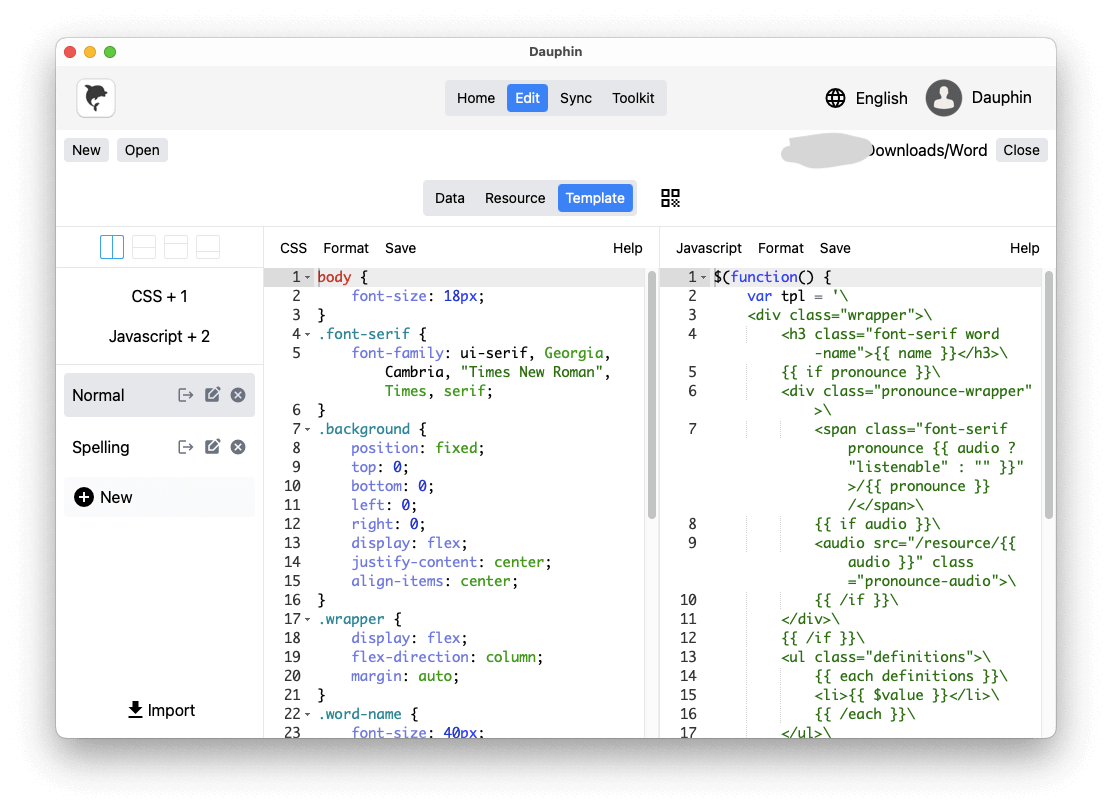 Dauphin
Home Edit Sync Toolkit English Dauphin
New Open Downloads/Word Close
Data Resource Template
CSS + 1
Javascript + 2
Normal
Spelling
New
Import
CSS Format Save Help
1 body {
2 font-size: 18px;
3 }
4 .font-serif {
5 font-family: ui-serif, Georgia,
Cambria, "Times New Roman",
Times, serif;
6 }
7 .background {
8 position: fixed;
9 top: 0;
10 bottom: 0;
11 left: 0;
12 right: 0;
13 display: flex;
14 justify-content: center;
15 align-items: center;
16 }
17 .wrapper {
18 display: flex;
19 flex-direction: column;
20 margin: auto;
21 }
22 .word-name {
23 font-size: 40px;
Javascript Format Save Help
1 $(function() {
2 var tpl = '\
3 <div class="wrapper">\
4 <h3 class="font-serif word
-name">{{ name }}</h3>\
5 {{ if pronounce }}\
6 <div class="pronounce-wrapper"
>\
7 <span class="font-serif
pronounce {{ audio ?
"listenable" : "" }}"
>/{{ pronounce }}
/</span>\
8 {{ if audio }}\
9 <audio src="/resource/{{
audio }}" class
="pronounce-audio">\
10 {{ /if }}\
11 </div>\
12 {{ /if }}\
13 <ul class="definitions">\
14 {{ each definitions }}\
15 <li>{{ $value }}</li>\
16 {{ /each }}\
17 </ul>\